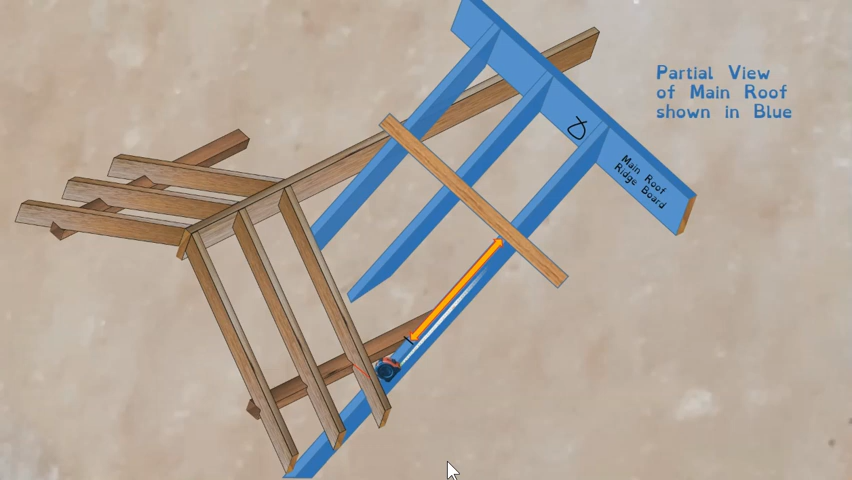 Partial View
of Main Roof
shown in Blue
Main Roof
Ridge Board